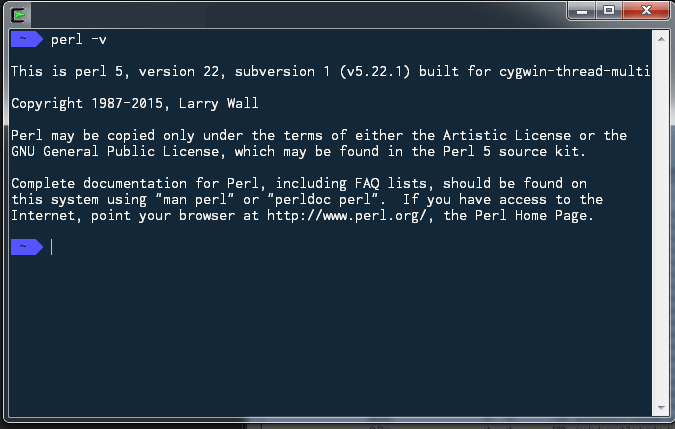 ~ perl -v
This is perl 5, version 22, subversion 1 (v5.22.1) built for cygwin-thread-multi
Copyright 1987-2015, Larry Wall
Perl may be copied only under the terms of either the Artistic License or the
GNU General Public License, which may be found in the Perl 5 source kit.
Complete documentation for Perl, including FAQ lists, should be found on
this system using "man perl" or "perldoc perl".  If you have access to the
Internet, point your browser at http://www.perl.org/, the Perl Home Page.
~